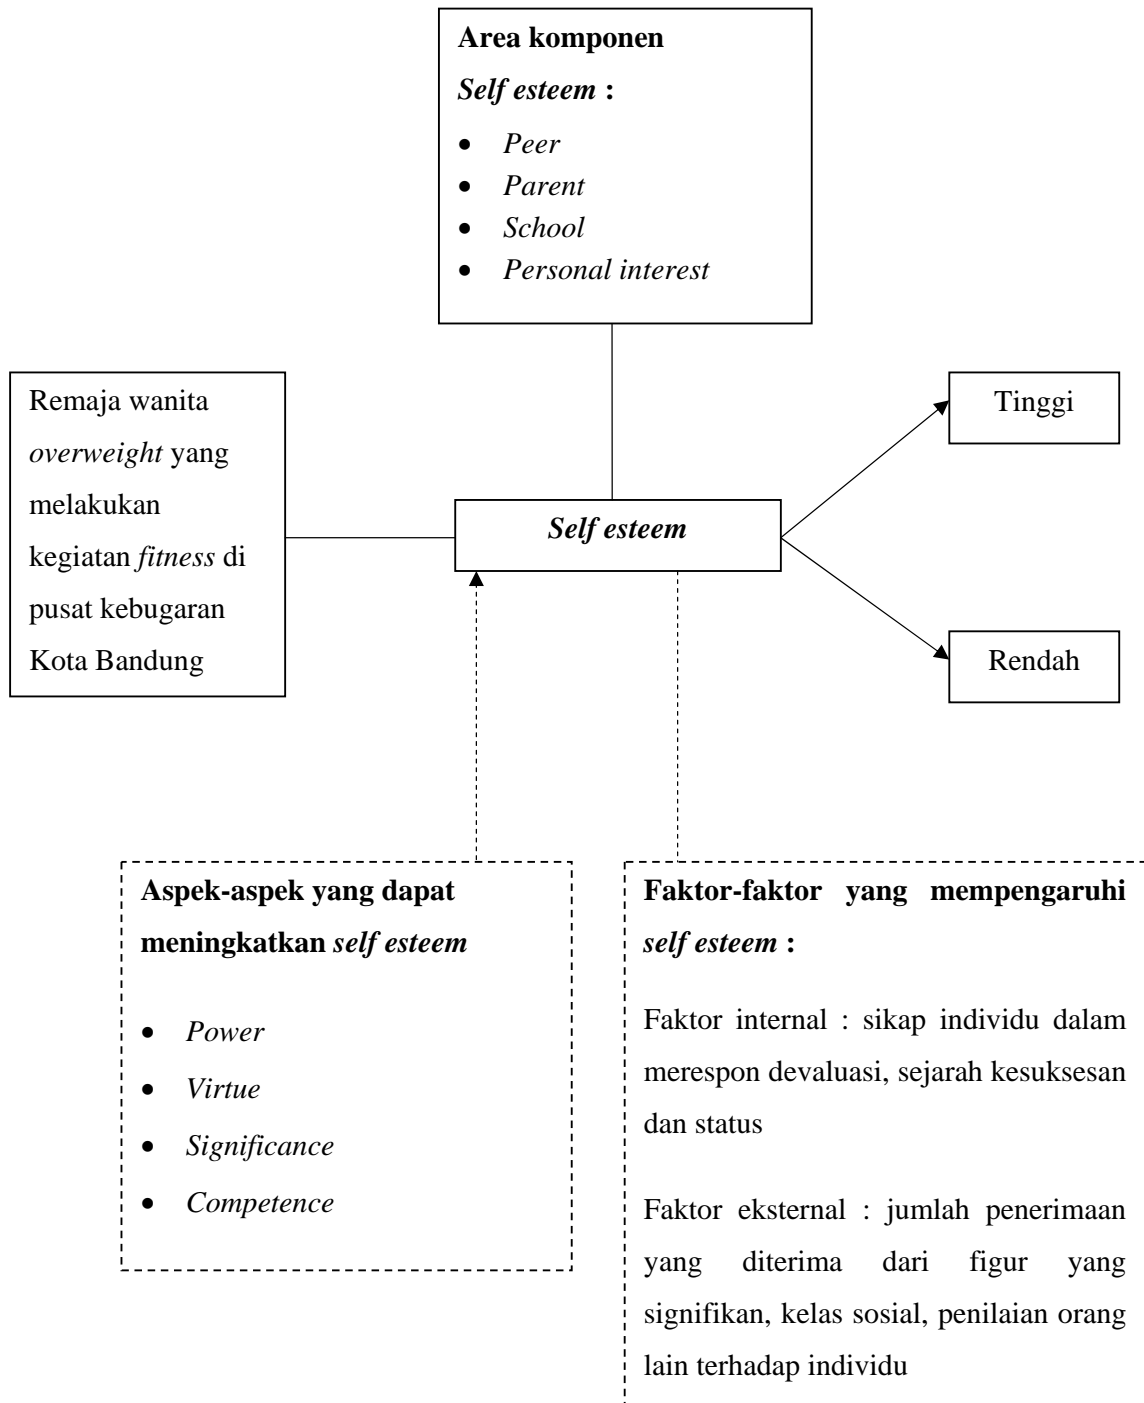 Area komponen
Self esteem :
• Peer
• Parent
• School
• Personal interest
Remaja wanita
overweight yang
melakukan
kegiatan fitness di
pusat kebugaran
Kota Bandung
Self esteem
Tinggi
Rendah
Aspek-aspek yang dapat
meningkatkan self esteem
• Power
• Virtue
• Significance
• Competence
Faktor-faktor yang mempengaruhi
self esteem :
Faktor internal : sikap individu dalam
merespon devaluasi, sejarah kesuksesan
dan status
Faktor eksternal : jumlah penerimaan
yang diterima dari figur yang
signifikan, kelas sosial, penilaian orang
lain terhadap individu